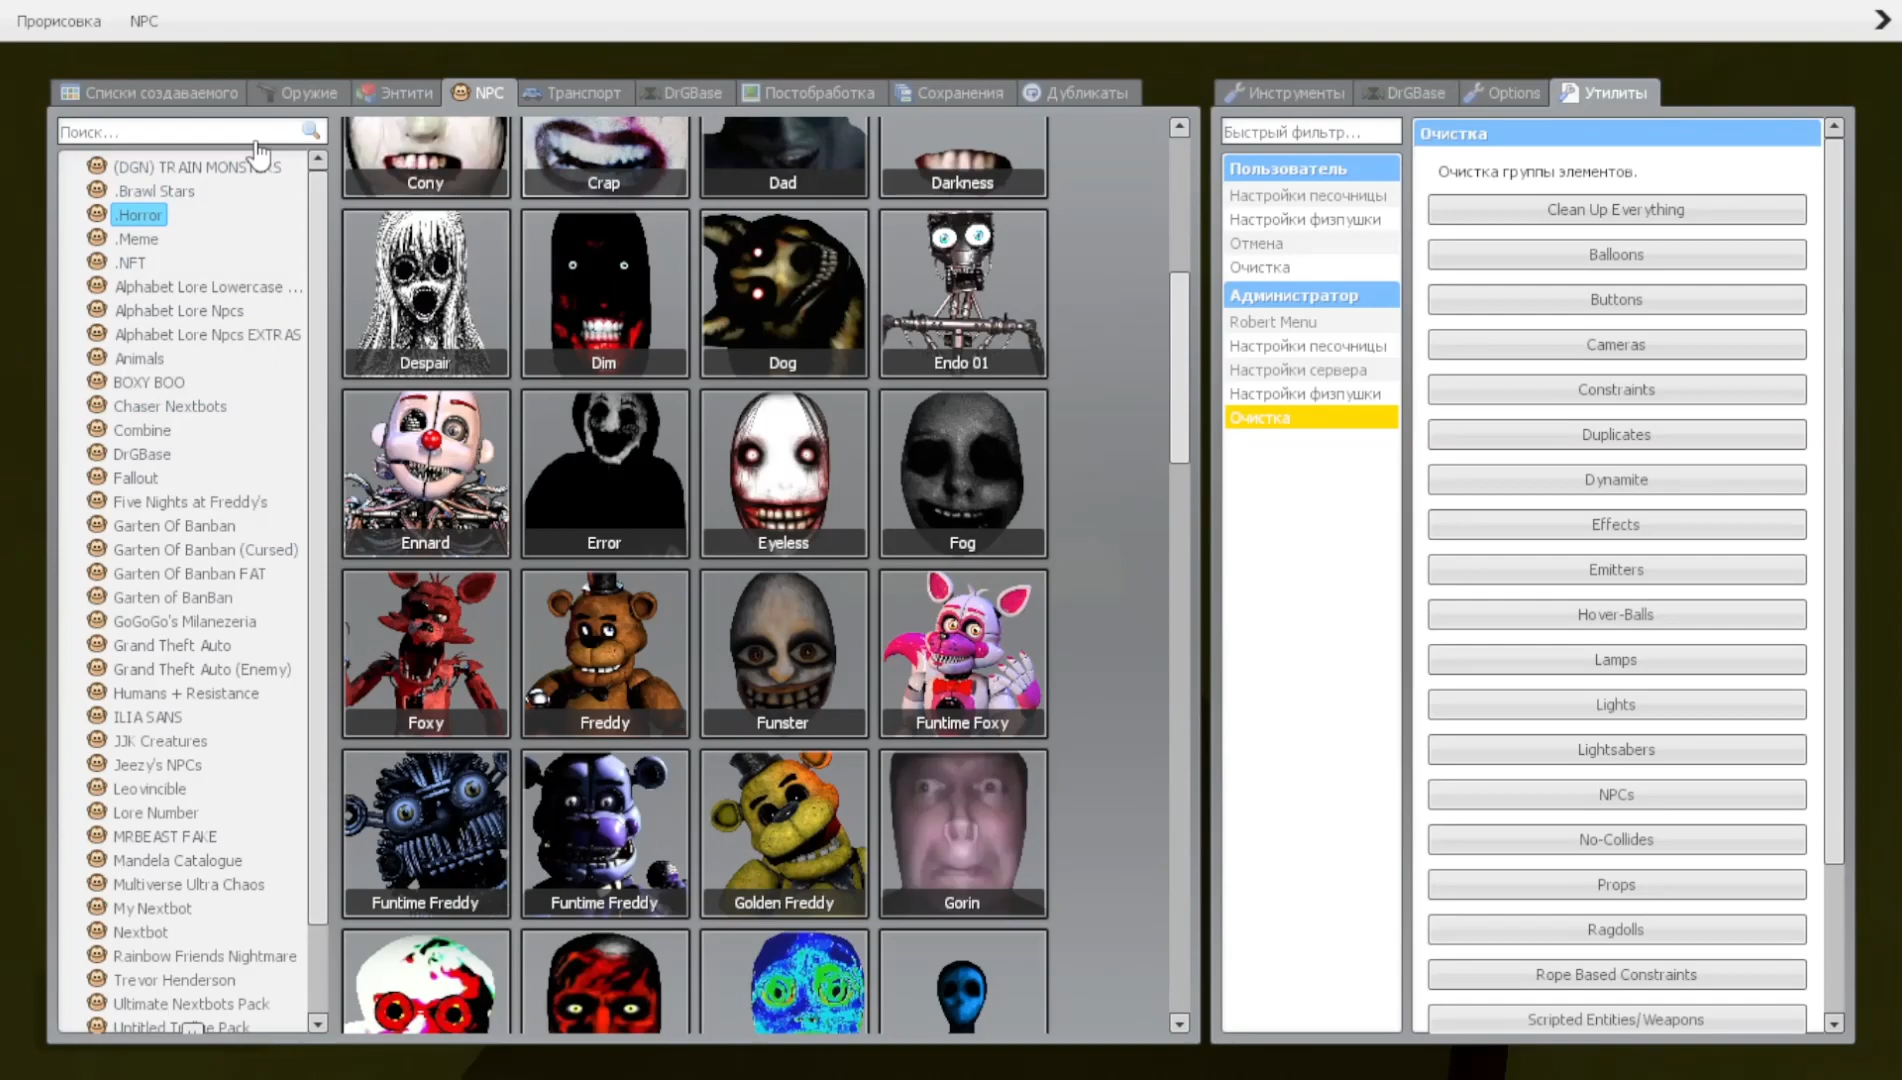 Прорисовка NPC
Списки создаваемого Оружие Энтити NPC Транспорт DrGBase Постобработка Сохранения Дубликаты
Инструменты DrGBase Options Утилиты
Поиск...
(DGN) TRAIN MONSTERS
.Brawl Stars
.Horror
.Meme
.NFT
Alphabet Lore Lowercase ...
Alphabet Lore Npcs
Alphabet Lore Npcs EXTRAS
Animals
BOXY BOO
Chaser Nextbots
Combine
DrGBase
Fallout
Five Nights at Freddy's
Garten Of Banban
Garten Of Banban (Cursed)
Garten Of Banban FAT
Garten of BanBan
GoGoGo's Milanezeria
Grand Theft Auto
Grand Theft Auto (Enemy)
Humans + Resistance
ILIA SANS
JJK Creatures
Jeezy's NPCs
Leovincible
Lore Number
MRBEAST FAKE
Mandela Catalogue
Multiverse Ultra Chaos
My Nextbot
Nextbot
Rainbow Friends Nightmare
Trevor Henderson
Ultimate Nextbots Pack
Untitled Pack
Cony Crap Dad Darkness
Despair Dim Dog Endo 01
Ennard Error Eyeless Fog
Foxy Freddy Funster Funtime Foxy
Funtime Freddy Funtime Freddy Golden Freddy Gorin
Быстрый фильтр...
Пользователь
Настройки песочницы
Настройки физпушки
Отмена
Очистка
Администратор
Robert Menu
Настройки песочницы
Настройки сервера
Настройки физпушки
Очистка
Очистка
Очистка группы элементов.
Clean Up Everything
Balloons
Buttons
Cameras
Constraints
Duplicates
Dynamite
Effects
Emitters
Hover-Balls
Lamps
Lights
Lightsabers
NPCs
No-Collides
Props
Ragdolls
Rope Based Constraints
Scripted Entities/Weapons